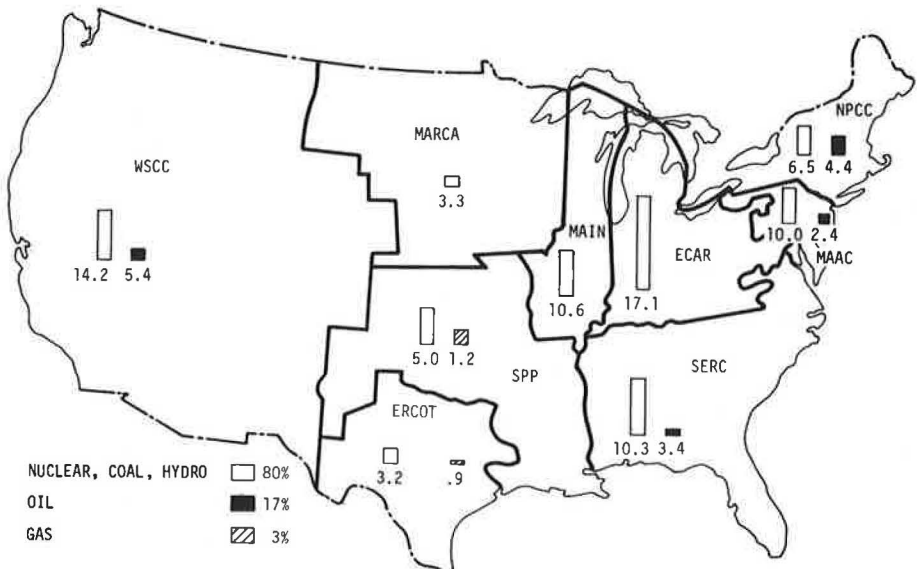 NPCC
MARCA
6.5 4.4
WSCC
3.3
MAIN
10.0 2.4
ECAR
MAAC
14.2 5.4
10.6
17.1
5.0 1.2
SPP
SERC
ERCOT
10.3 3.4
3.2 .9
NUCLEAR, COAL, HYDRO 80%
OIL 17%
GAS 3%